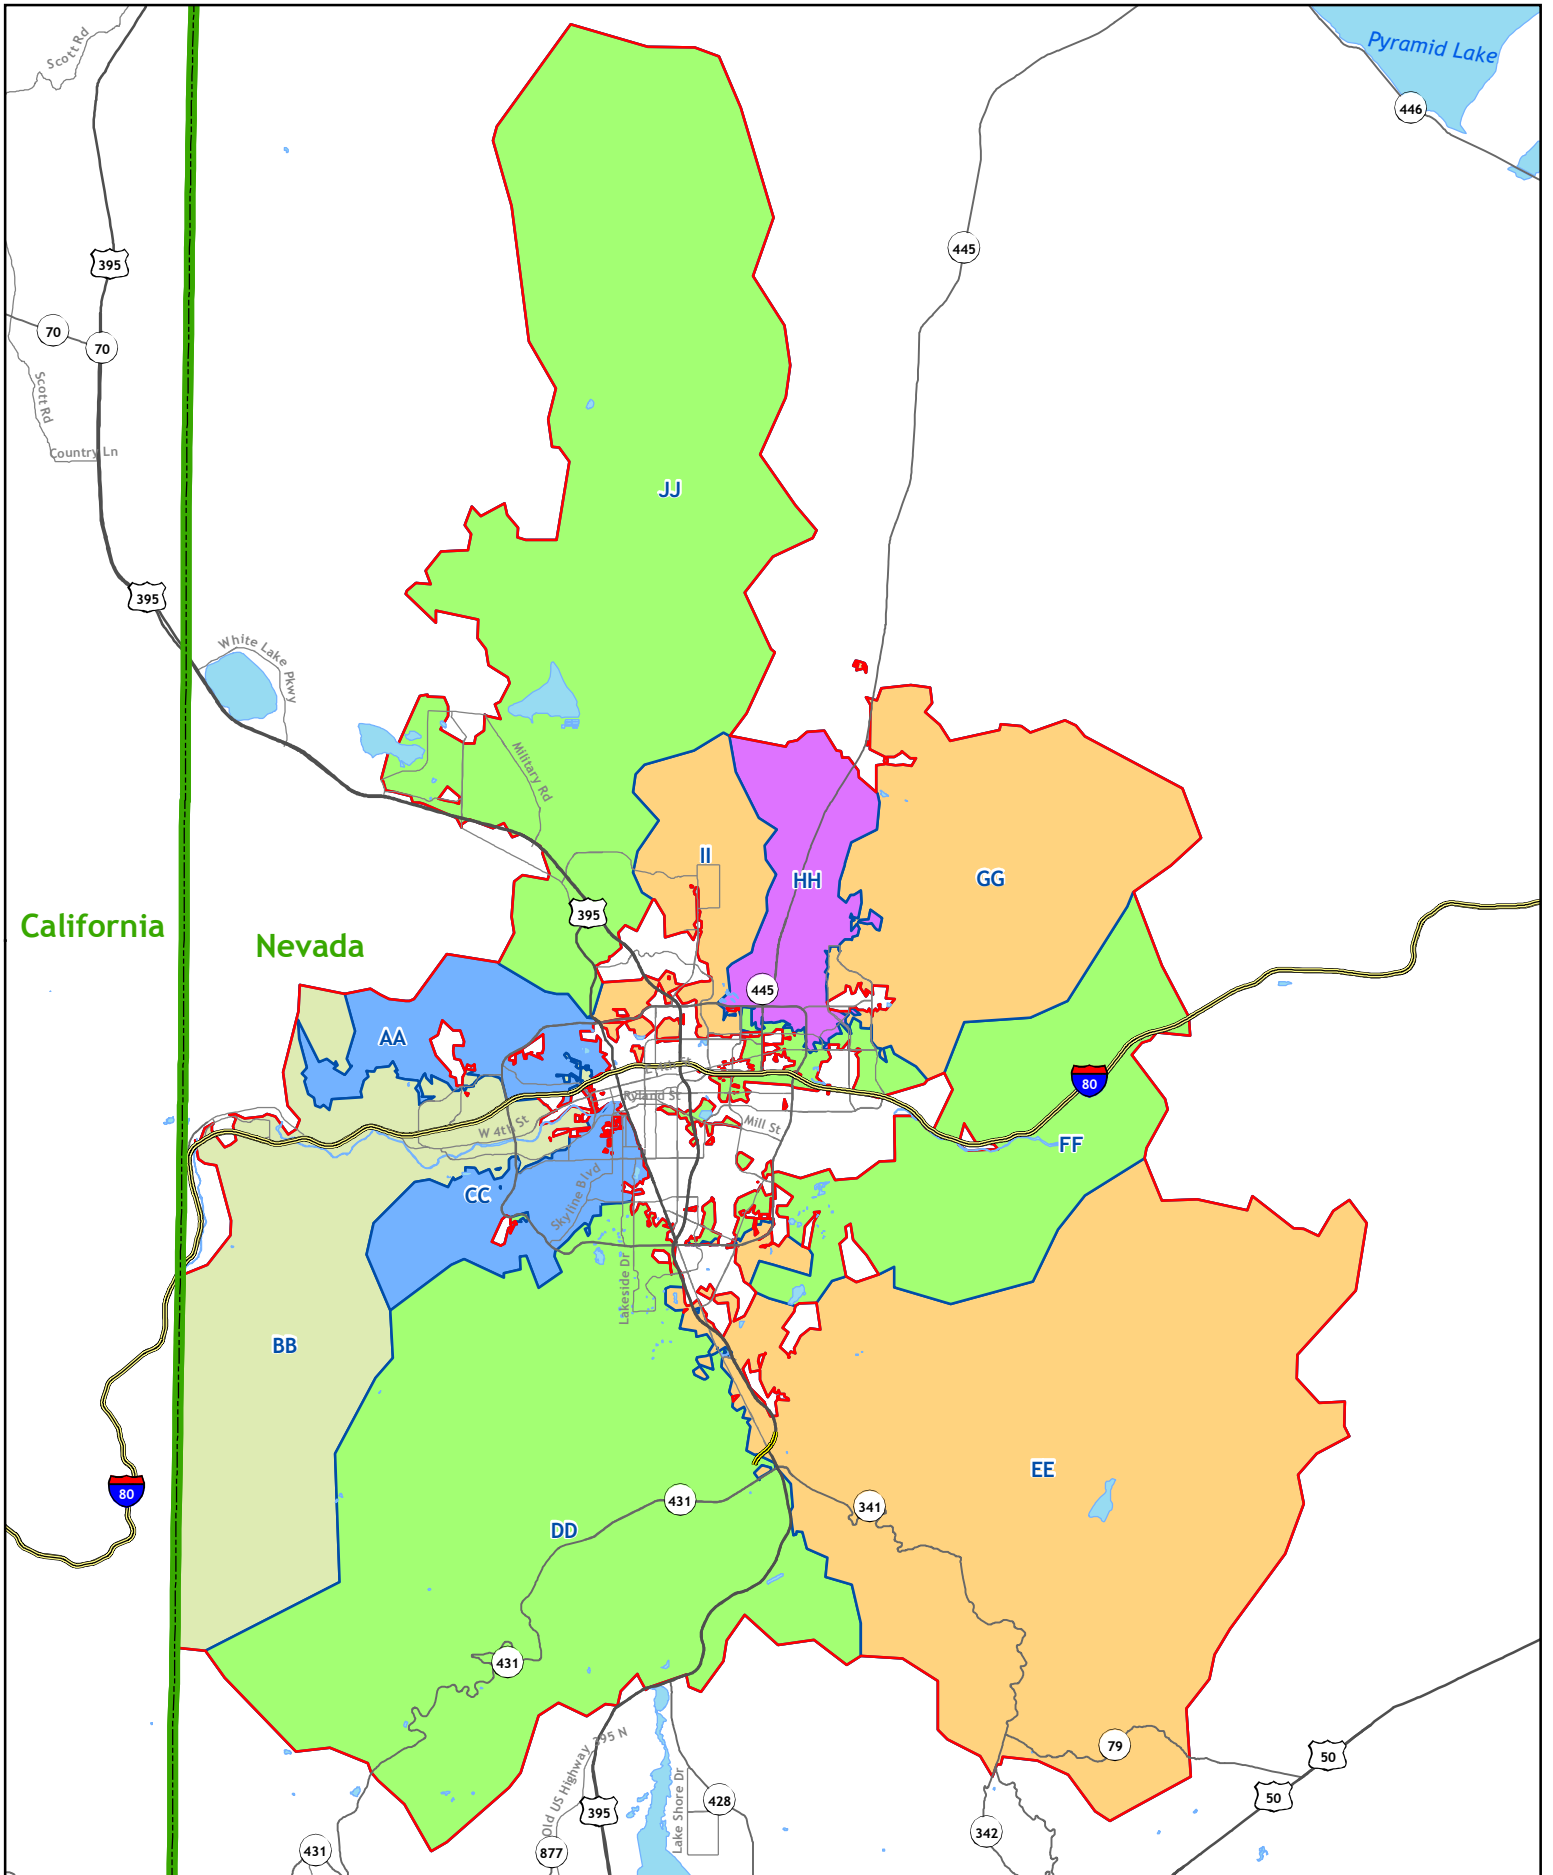 Scott Rd
Pyramid Lake
446
395
445
70
70
Scott Rd
Country Ln
JJ
395
White Lake Pkwy
Military Rd
II
HH
GG
395
California
Nevada
445
AA
80
Ryland St
W 4th St
Mill St
FF
CC
Skyline Blvd
Lakeside Dr
BB
EE
80
431
341
DD
431
Old US Highway 395 N
79
50
Lake Shore Dr
50
428
395
342
431
877